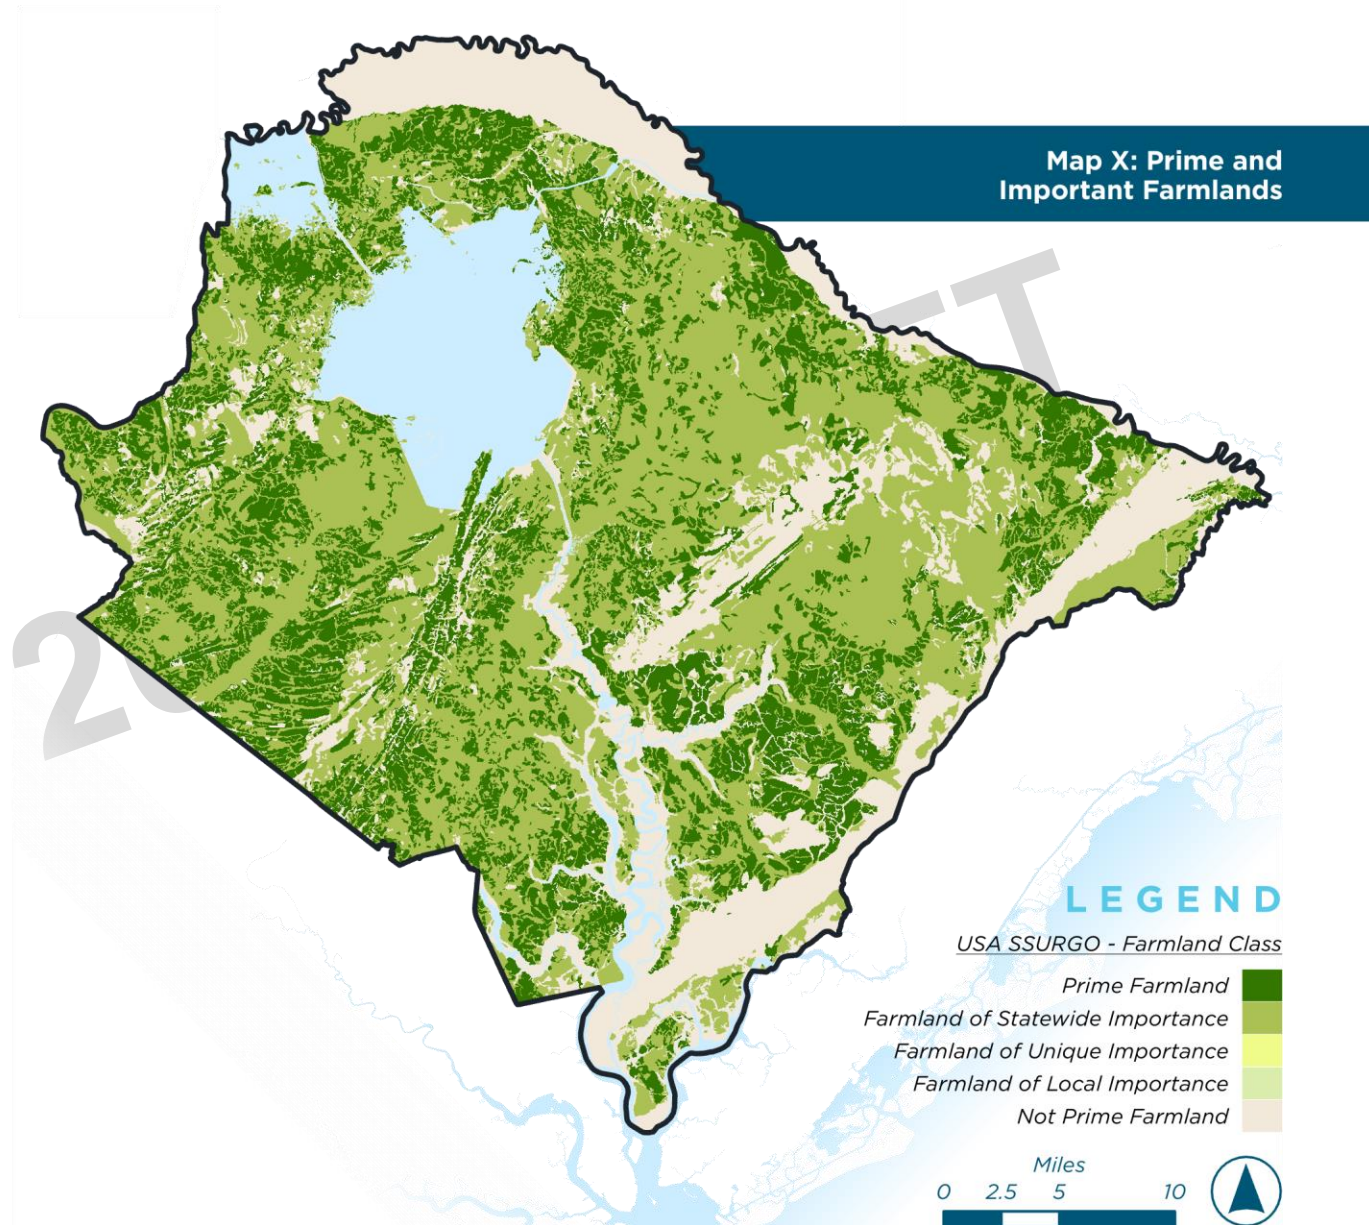 Map X: Prime and
Important Farmlands
LEGEND
USA SSURGO - Farmland Class
Prime Farmland
Farmland of Statewide Importance
Farmland of Unique Importance
Farmland of Local Importance
Not Prime Farmland
Miles
0 2.5 5 10